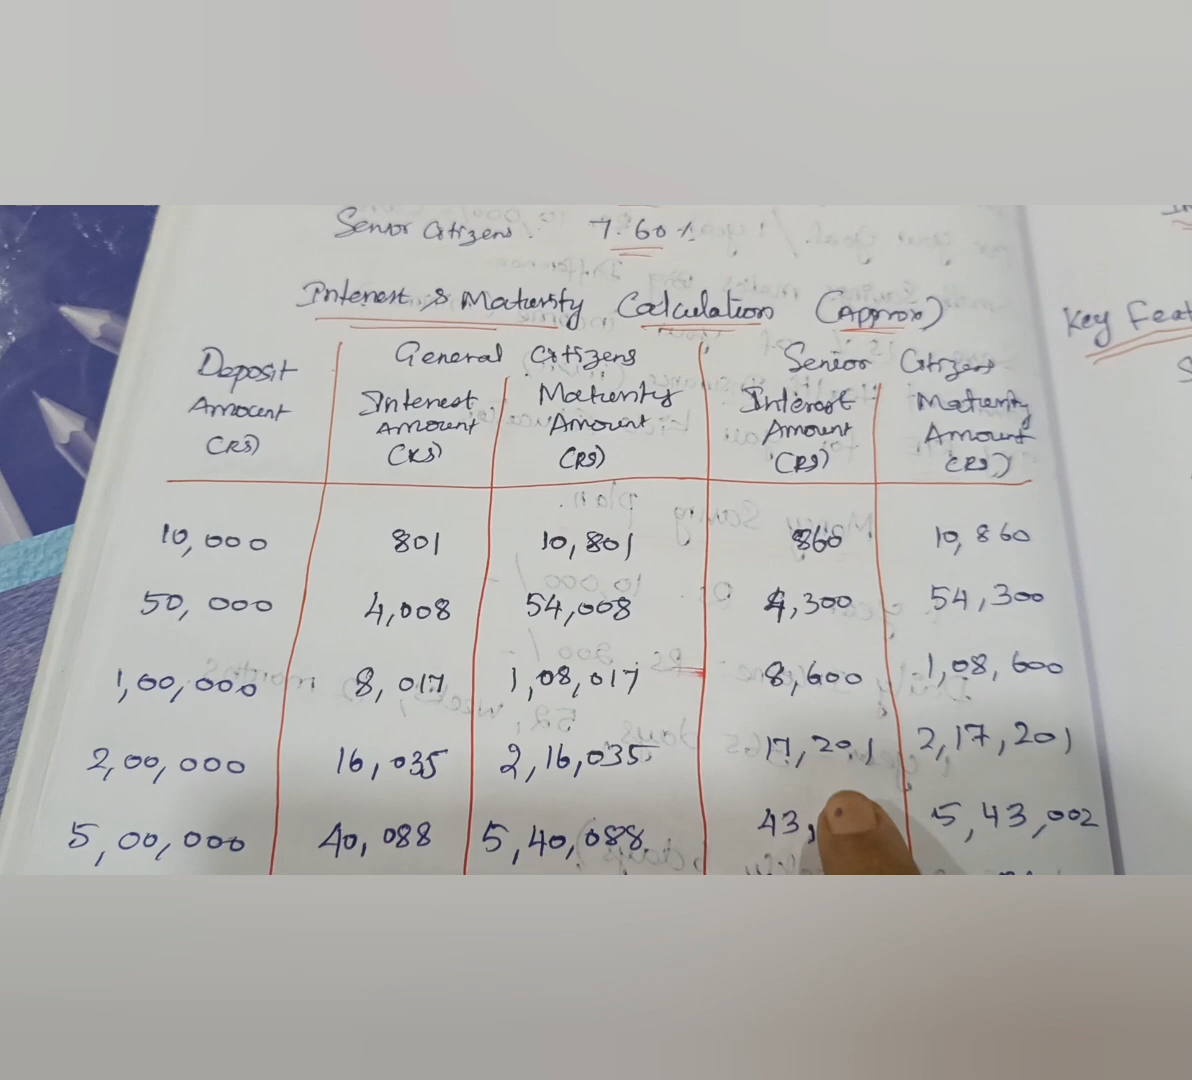 Senior Citizens : 7.60 %
Interest & Maturity Calculation (Approx)
Deposit Amount (RS) General Citizens Senior Citizens
Interest Amount (RS) Maturity Amount (RS) Interest Amount (RS) Maturity Amount (RS)
10,000 801 10,801 860 10,860
50,000 4,008 54,008 4,300 54,300
1,00,000 8,017 1,08,017 8,600 1,08,600
2,00,000 16,035 2,16,035 17,201 2,17,201
5,00,000 40,088 5,40,088 43, 5,43,002
Key Feat